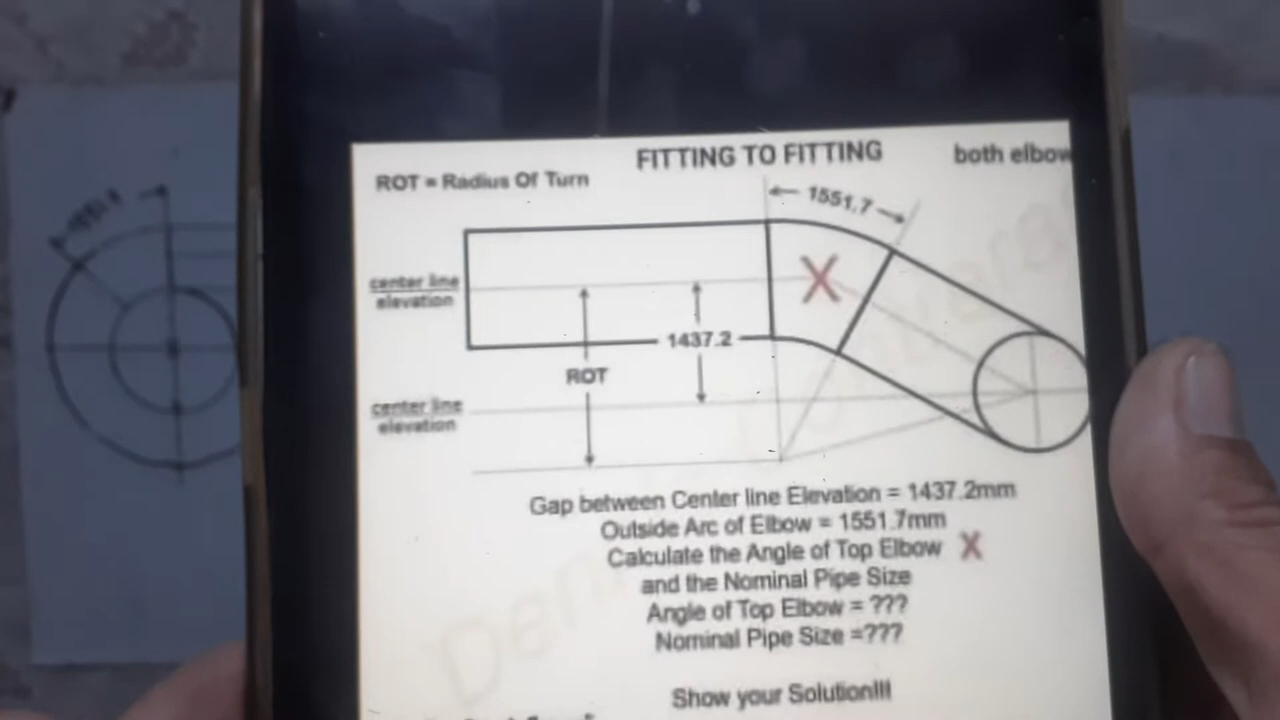 FITTING TO FITTING
both elbow
ROT = Radius Of Turn
1551.7
center line
elevation
1437.2
ROT
center line
elevation
X
Gap between Center line Elevation = 1437.2mm
Outside Arc of Elbow = 1551.7mm
Calculate the Angle of Top Elbow X
and the Nominal Pipe Size
Angle of Top Elbow = ???
Nominal Pipe Size =???
Show your Solution!!!